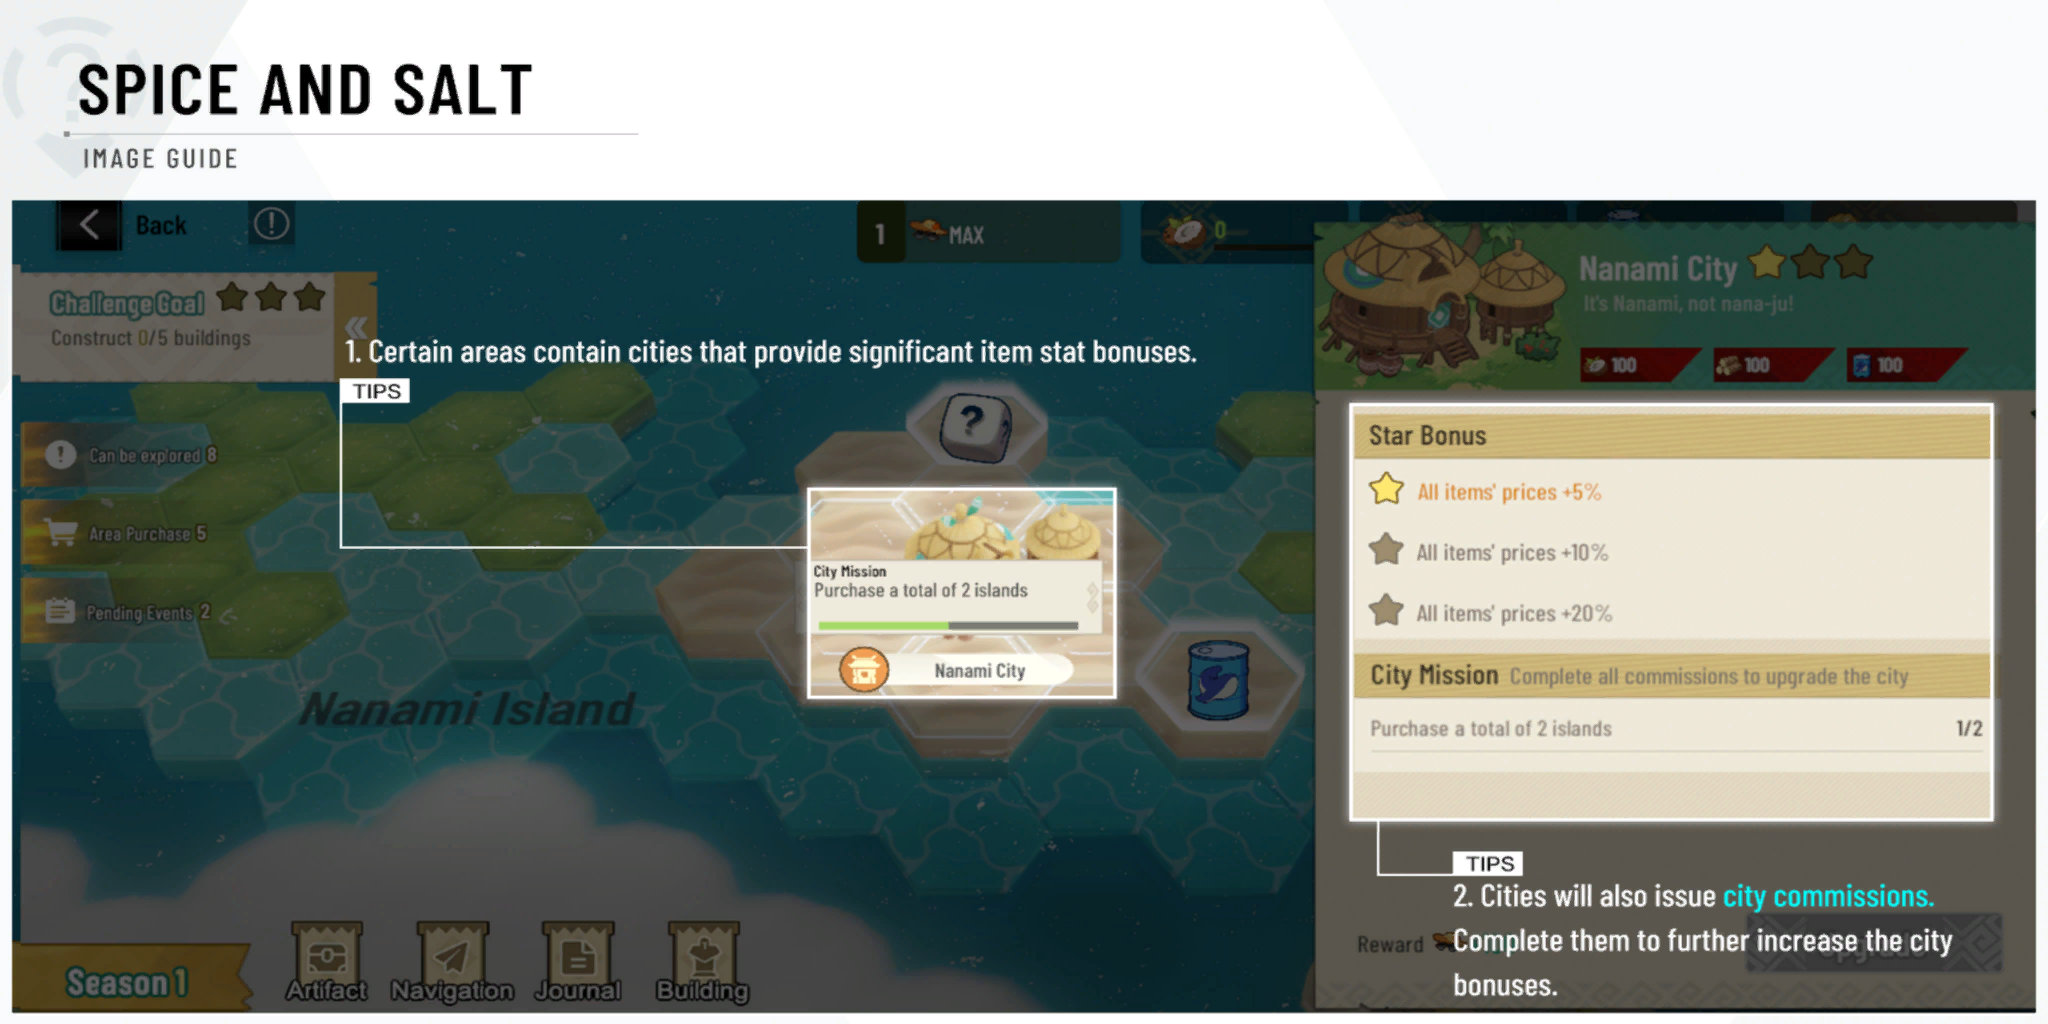 SPICE AND SALT
IMAGE GUIDE
Back
1 MAX
0
Challenge Goal
Construct 0/5 buildings
Nanami City
It's Nanami, not nana-ju!
100 100 100
1. Certain areas contain cities that provide significant item stat bonuses.
TIPS
?
Can be explored 8
Area Purchase 5
Pending Events 2
City Mission
Purchase a total of 2 islands
Nanami City
Nanami Island
Star Bonus
All items' prices +5%
All items' prices +10%
All items' prices +20%
City Mission Complete all commissions to upgrade the city
Purchase a total of 2 islands 1/2
TIPS
2. Cities will also issue city commissions.
Complete them to further increase the city
bonuses.
Reward
Season 1
Artifact
Navigation
Journal
Building